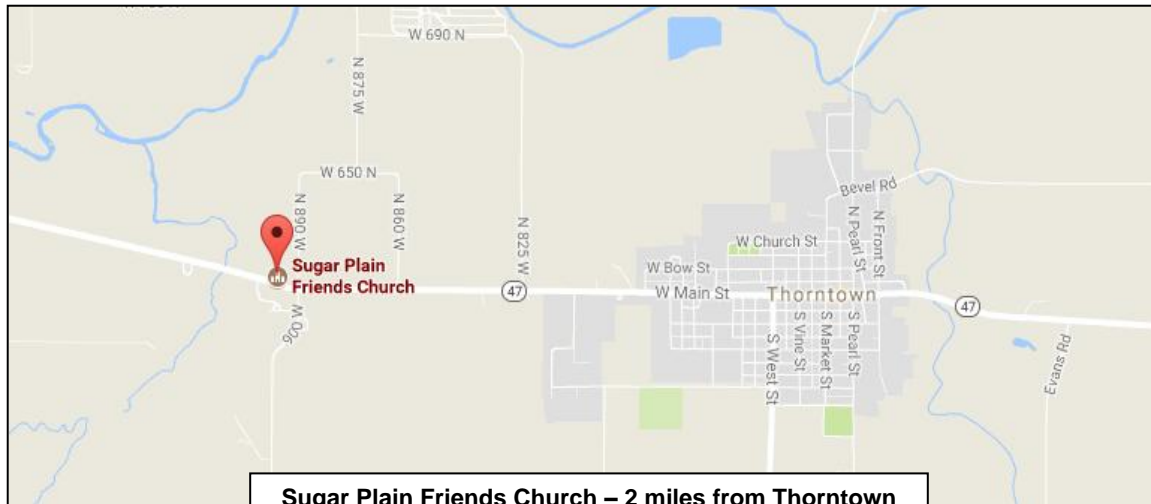 W 690 N
N 875 W
W 650 N
N 890 W
N 860 W
N 825 W
Bevel Rd
N Pearl St
N Front St
W Church St
W Bow St
Sugar Plain
Friends Church
47
W Main St
Thorntown
47
W 006
S West St
S Vine St
S Market St
S Pearl St
Evans Rd
Sugar Plain Friends Church – 2 miles from Thorntown